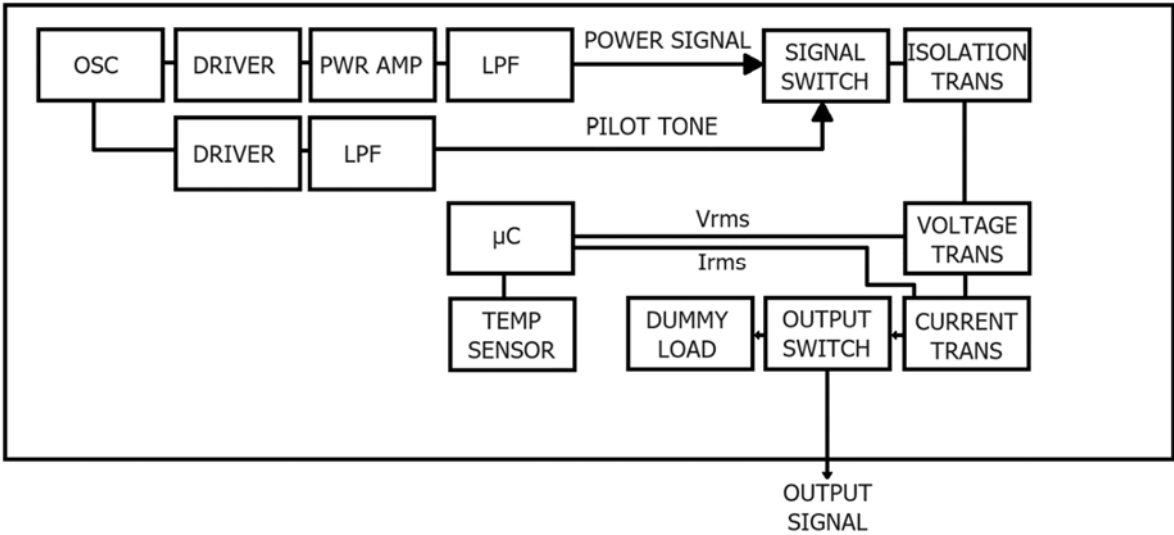 OSC
DRIVER
PWR AMP
LPF
POWER SIGNAL
SIGNAL
SWITCH
ISOLATION
TRANS
DRIVER
LPF
PILOT TONE
µC
Vrms
Irms
VOLTAGE
TRANS
TEMP
SENSOR
DUMMY
LOAD
OUTPUT
SWITCH
CURRENT
TRANS
OUTPUT
SIGNAL